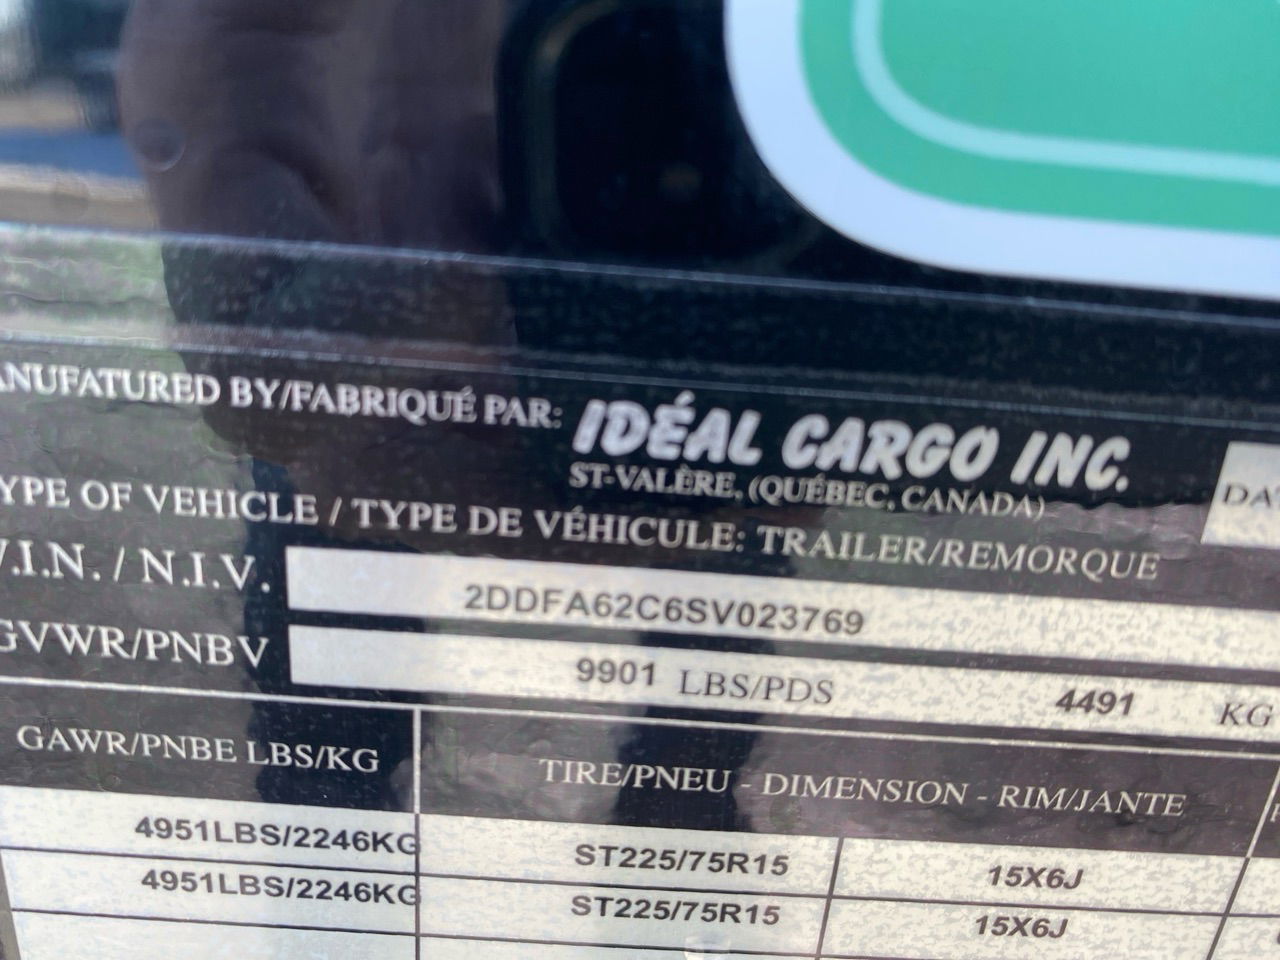 ANUFATURED BY/FABRIQUÉ PAR: IDÉAL CARGO INC.
ST-VALÈRE, (QUÉBEC, CANADA)
YPE OF VEHICLE / TYPE DE VÉHICULE: TRAILER/REMORQUE
V.I.N. / N.I.V. 2DDFA62C6SV023769
GVWR/PNBV 9901 LBS/PDS 4491 KG
GAWR/PNBE LBS/KG TIRE/PNEU - DIMENSION - RIM/JANTE
4951LBS/2246KG ST225/75R15 15X6J
4951LBS/2246KG ST225/75R15 15X6J